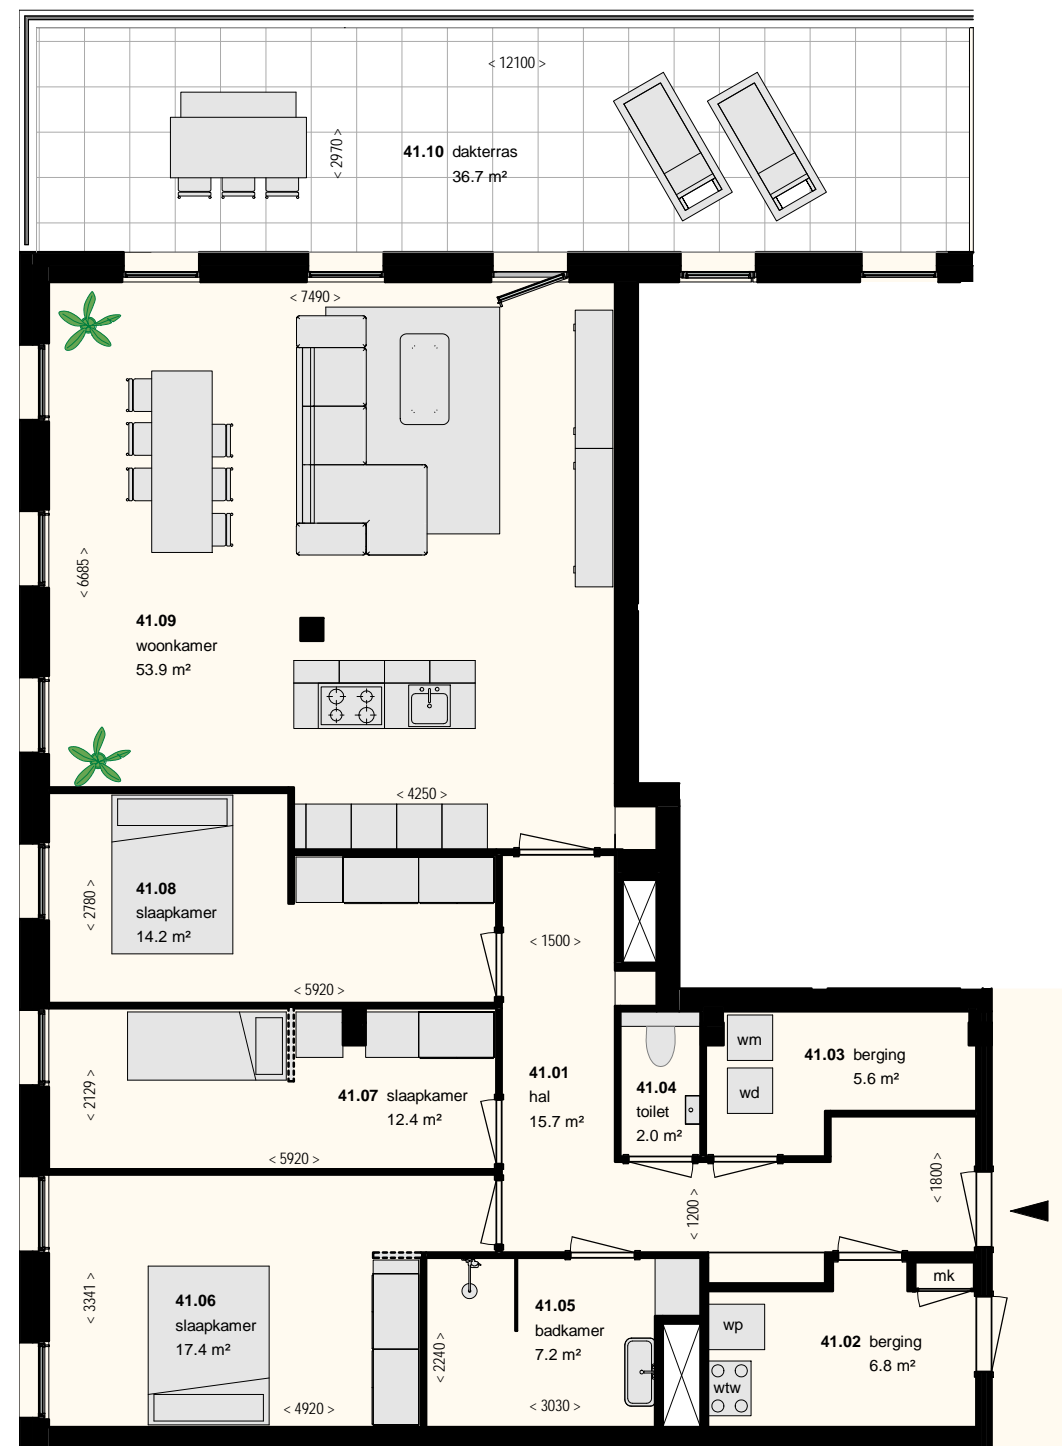 < 12100 >
< 2970 >
41.10 dakterras
36.7 m²
< 7490 >
< 6685 >
41.09
woonkamer
53.9 m²
< 4250 >
< 2780 >
41.08
slaapkamer
14.2 m²
< 1500 >
< 5920 >
< 2129 >
41.07 slaapkamer
12.4 m²
< 5920 >
41.01
hal
15.7 m²
41.04
toilet
2.0 m²
wm
wd
41.03 berging
5.6 m²
< 1200 >
< 1800 >
< 3341 >
41.06
slaapkamer
17.4 m²
< 4920 >
< 2240 >
41.05
badkamer
7.2 m²
< 3030 >
mk
wp
wtw
41.02 berging
6.8 m²